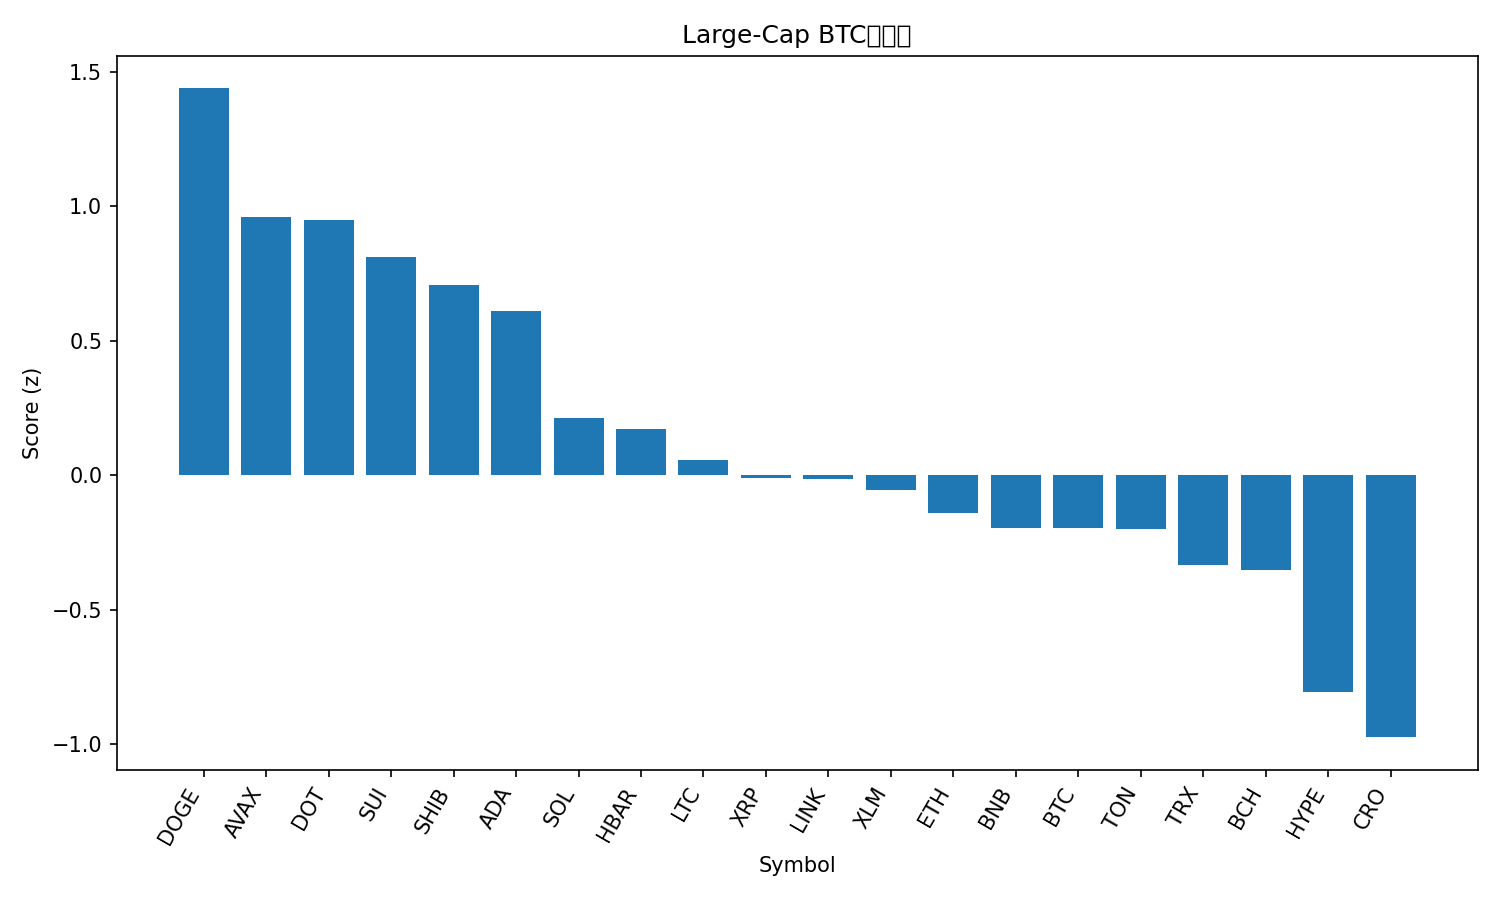 Large-Cap BTC
1.5
1.0
0.5
0.0
−0.5
−1.0
Score (z)
DOGE
AVAX
DOT
SUI
SHIB
ADA
SOL
HBAR
LTC
XRP
LINK
XLM
ETH
BNB
BTC
TON
TRX
BCH
HYPE
CRO
Symbol